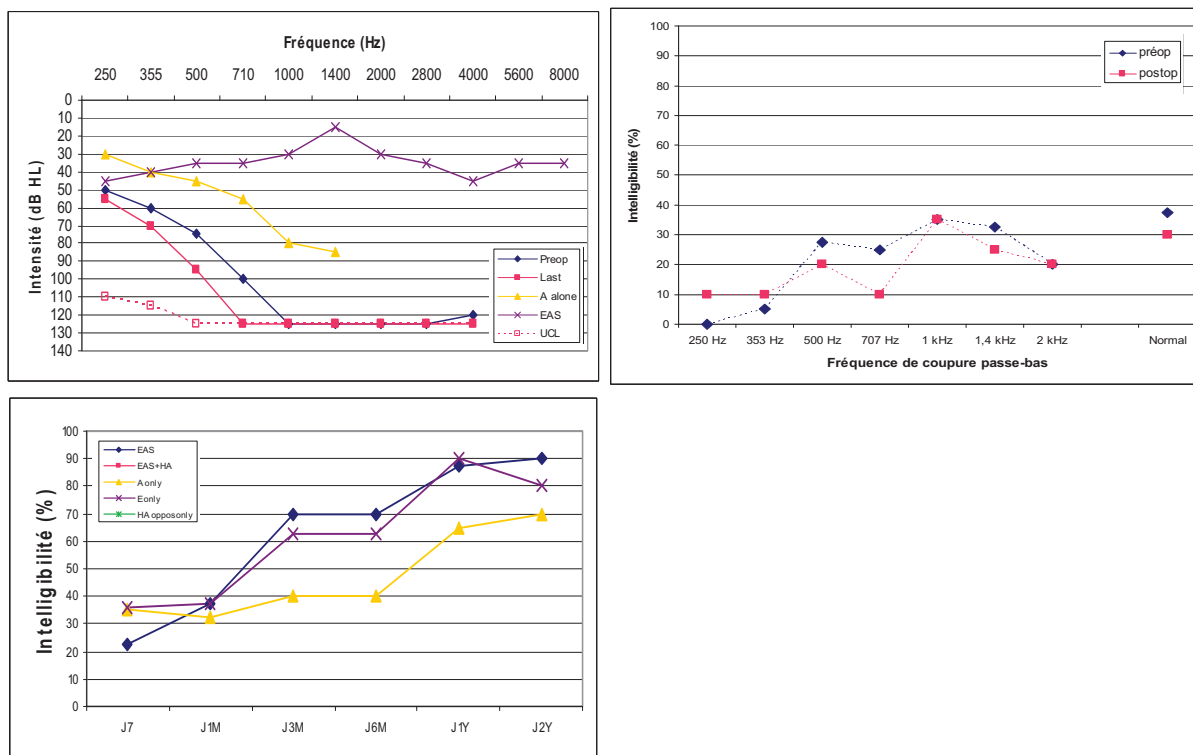 Fréquence (Hz)
250 355 500 710 1000 1400 2000 2800 4000 5600 8000
Intensité (dB HL)
0
10
20
30
40
50
60
70
80
90
100
110
120
130
140
Preop
Last
A alone
EAS
UCL
100
90
80
70
60
50
40
30
20
10
0
Intelligibilité (%)
préop
postop
250 Hz 353 Hz 500 Hz 707 Hz 1 kHz 1,4 kHz 2 kHz Normal
Fréquence de coupure passe-bas
100
90
80
70
60
50
40
30
20
10
0
Intelligibilité (%)
EAS
EAS+HA
A only
E only
HA opposonly
J7 J1M J3M J6M J1Y J2Y